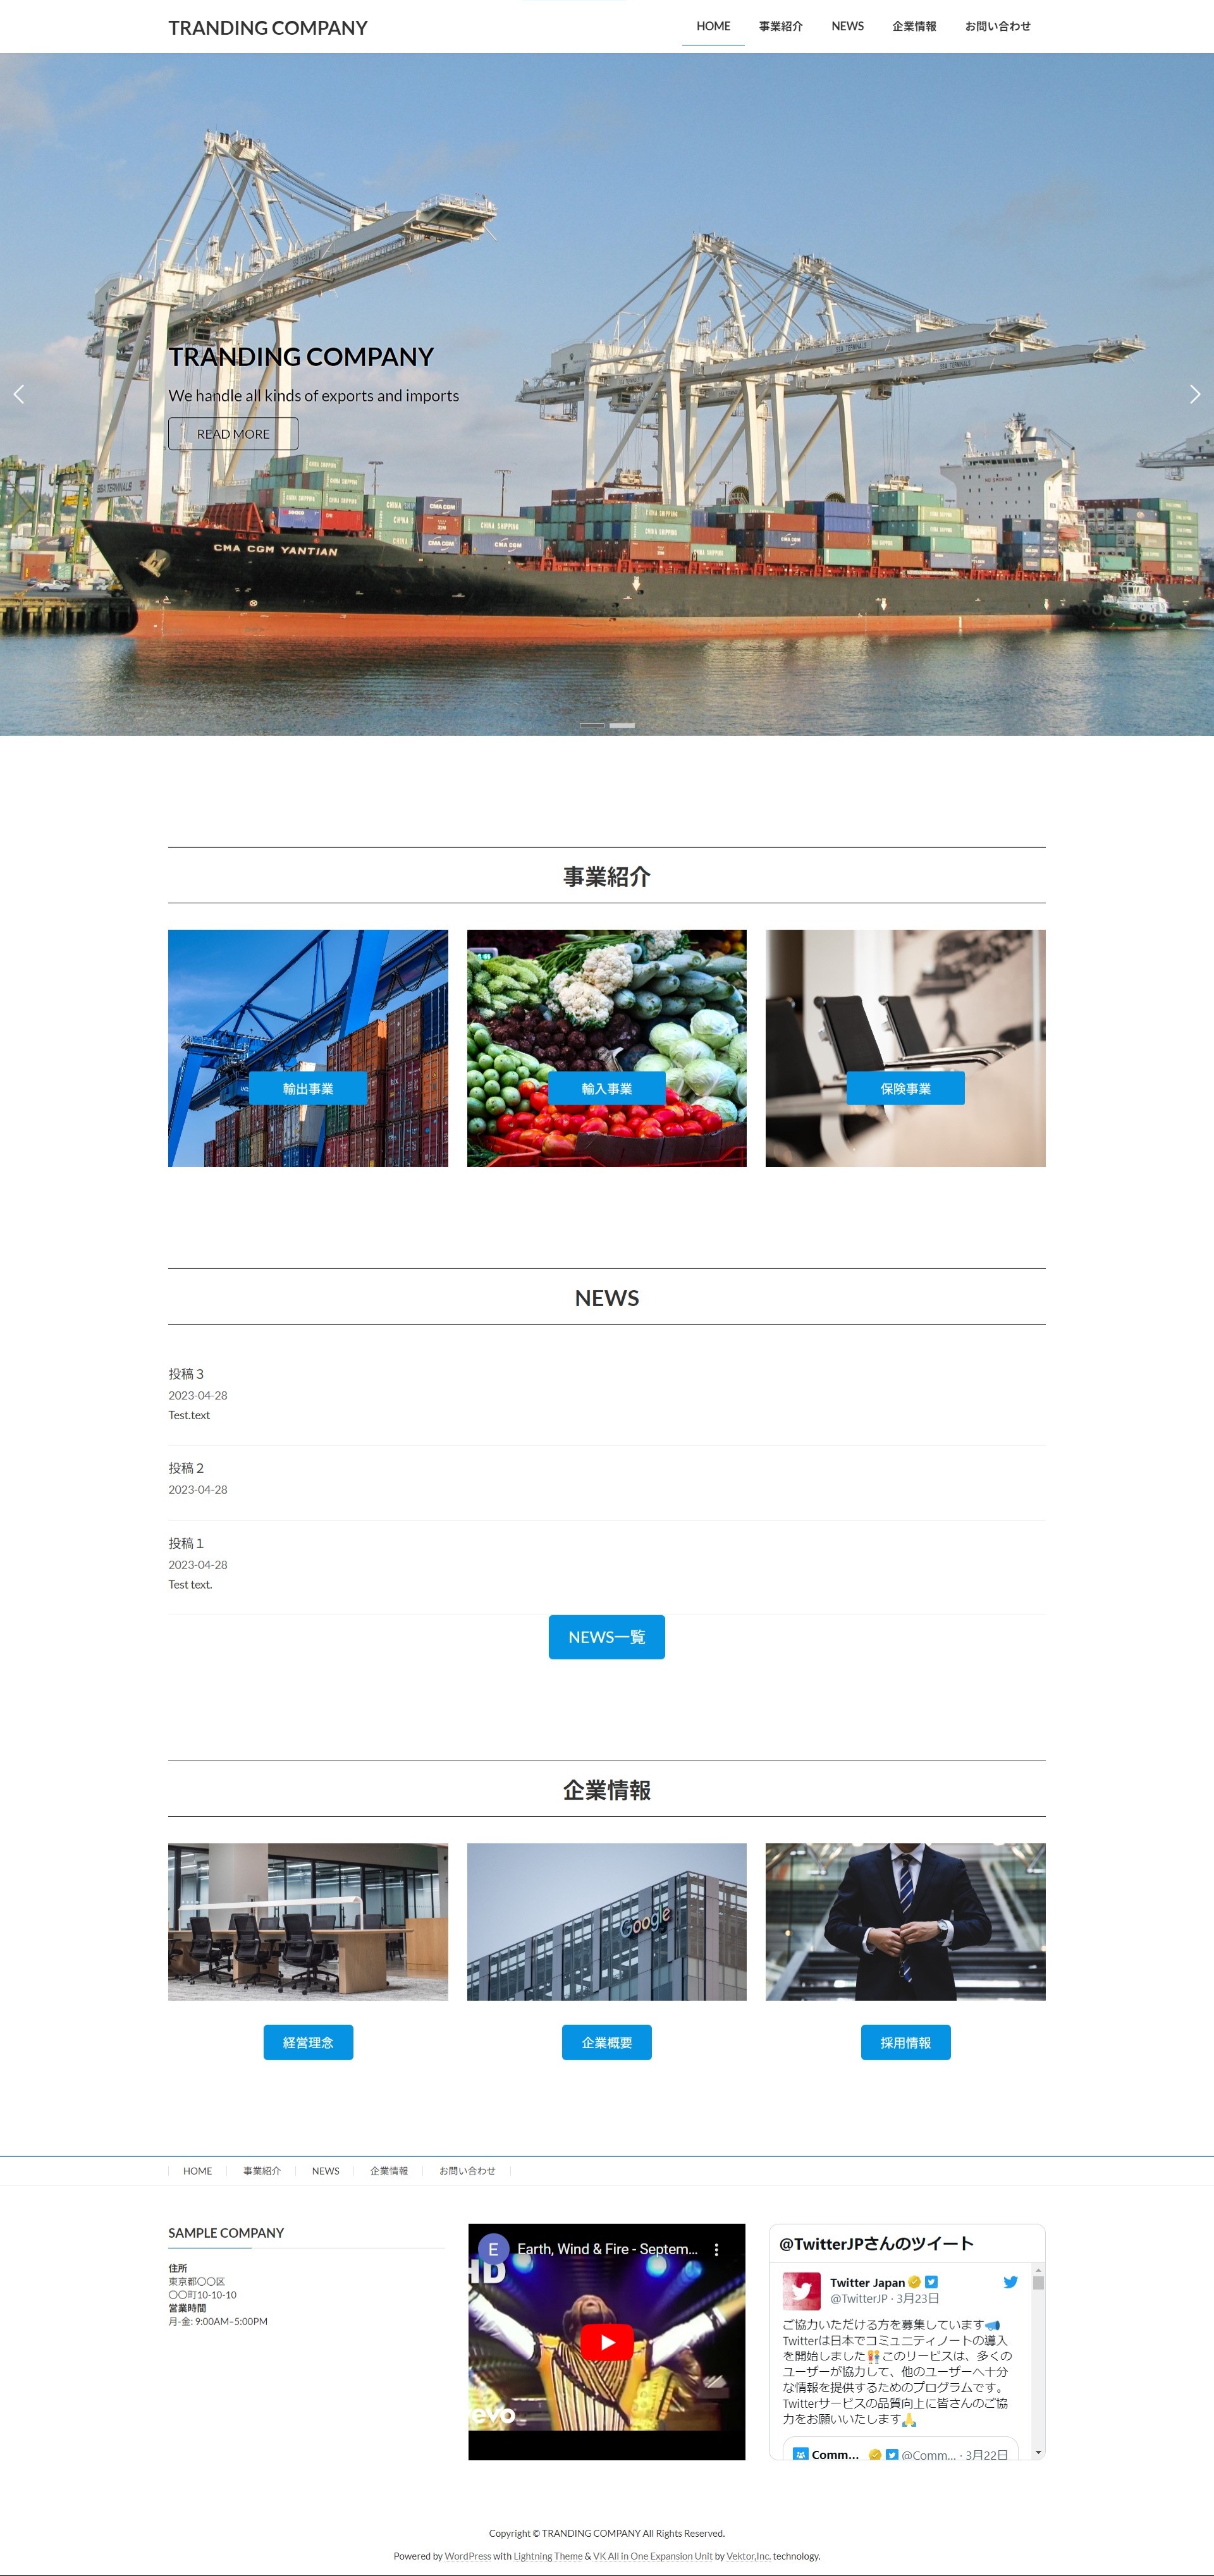 TRANDING COMPANY
HOME 事業紹介 NEWS 企業情報 お問い合わせ
TRANDING COMPANY
We handle all kinds of exports and imports
READ MORE
SSA TERMINALS
CHINA SHIPPING
CMA CGM
CMA CGM YANTIAN
NO SMOKING
事業紹介
輸出事業
輸入事業
保険事業
NEWS
投稿３
2023-04-28
Test.text
投稿２
2023-04-28
投稿１
2023-04-28
Test text.
NEWS一覧
企業情報
Google
経営理念
企業概要
採用情報
HOME 事業紹介 NEWS 企業情報 お問い合わせ
SAMPLE COMPANY
住所
東京都〇〇区
〇〇町10-10-10
営業時間
月-金: 9:00AM–5:00PM
E Earth, Wind & Fire - Septem...
HD
evo
@TwitterJPさんのツイート
Twitter Japan
@TwitterJP · 3月23日
ご協力いただける方を募集しています📣
Twitterは日本でコミュニティノートの導入
を開始しました👫このリービスは、多くの
ユーザーが協力して、他のユーザーへ十分
な情報を提供するためのプログラムです。
Twitterサービスの品質向上に皆さんのご協
力をお願いいたします🙏
Comm... @Comm... · 3月22日
Copyright © TRANDING COMPANY All Rights Reserved.
Powered by WordPress with Lightning Theme & VK All in One Expansion Unit by Vektor,Inc. technology.